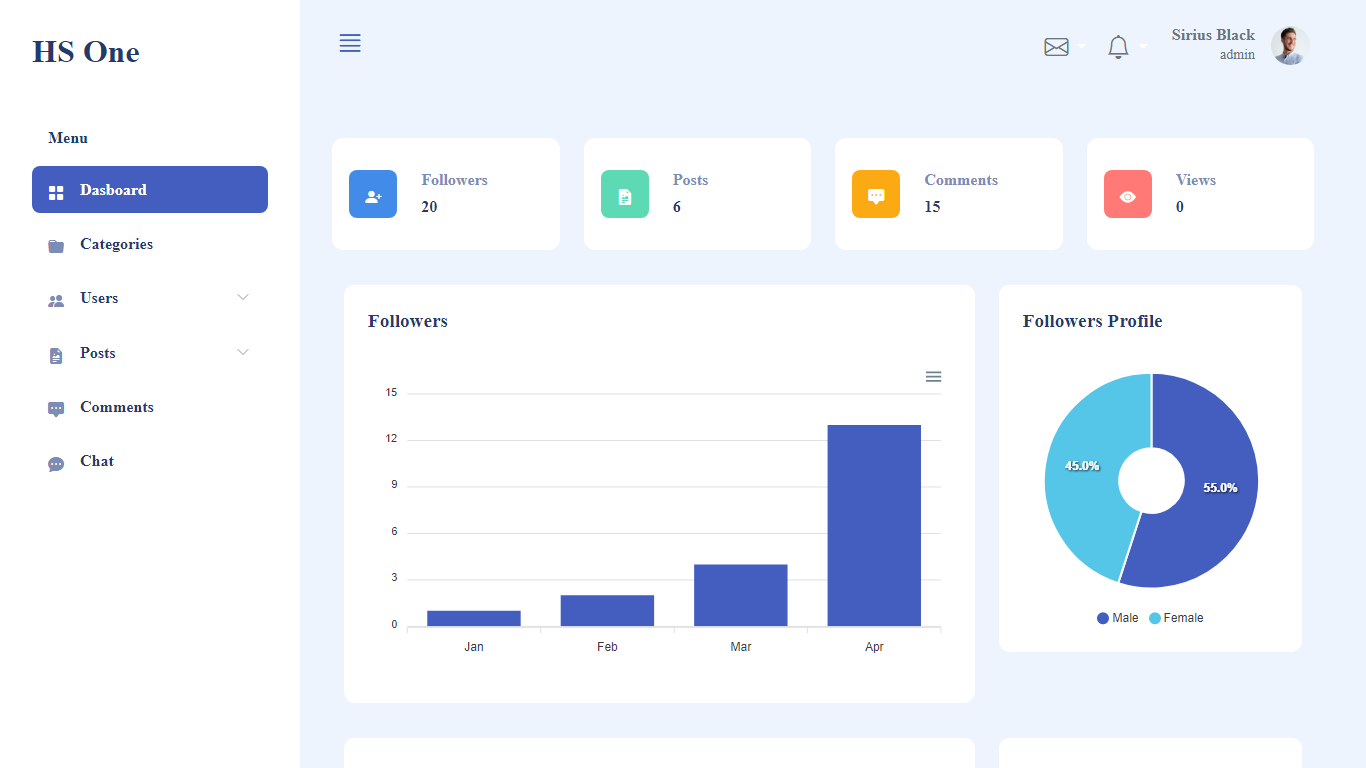 HS One
Sirius Black
admin
Menu
Dasboard
Categories
Users
Posts
Comments
Chat
Followers
20
Posts
6
Comments
15
Views
0
Followers
15
12
9
6
3
0
Jan Feb Mar Apr
Followers Profile
45.0%
55.0%
Male Female